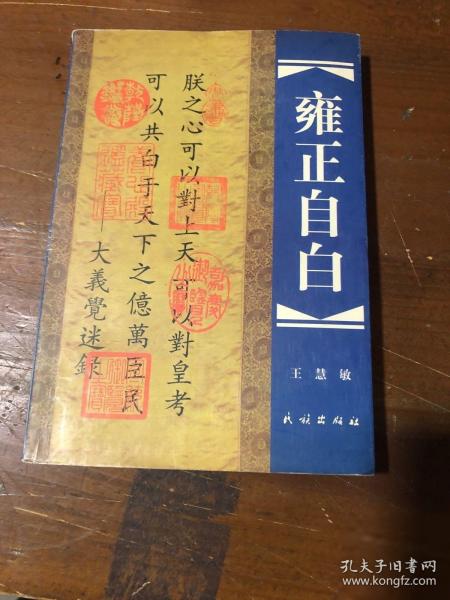 雍正自白
王慧敏
民族出版社
朕之心可以對上天可以對皇考
可以共白于天下之億萬臣民
——大義覺迷錄
孔夫子旧书网
www.kongfz.com